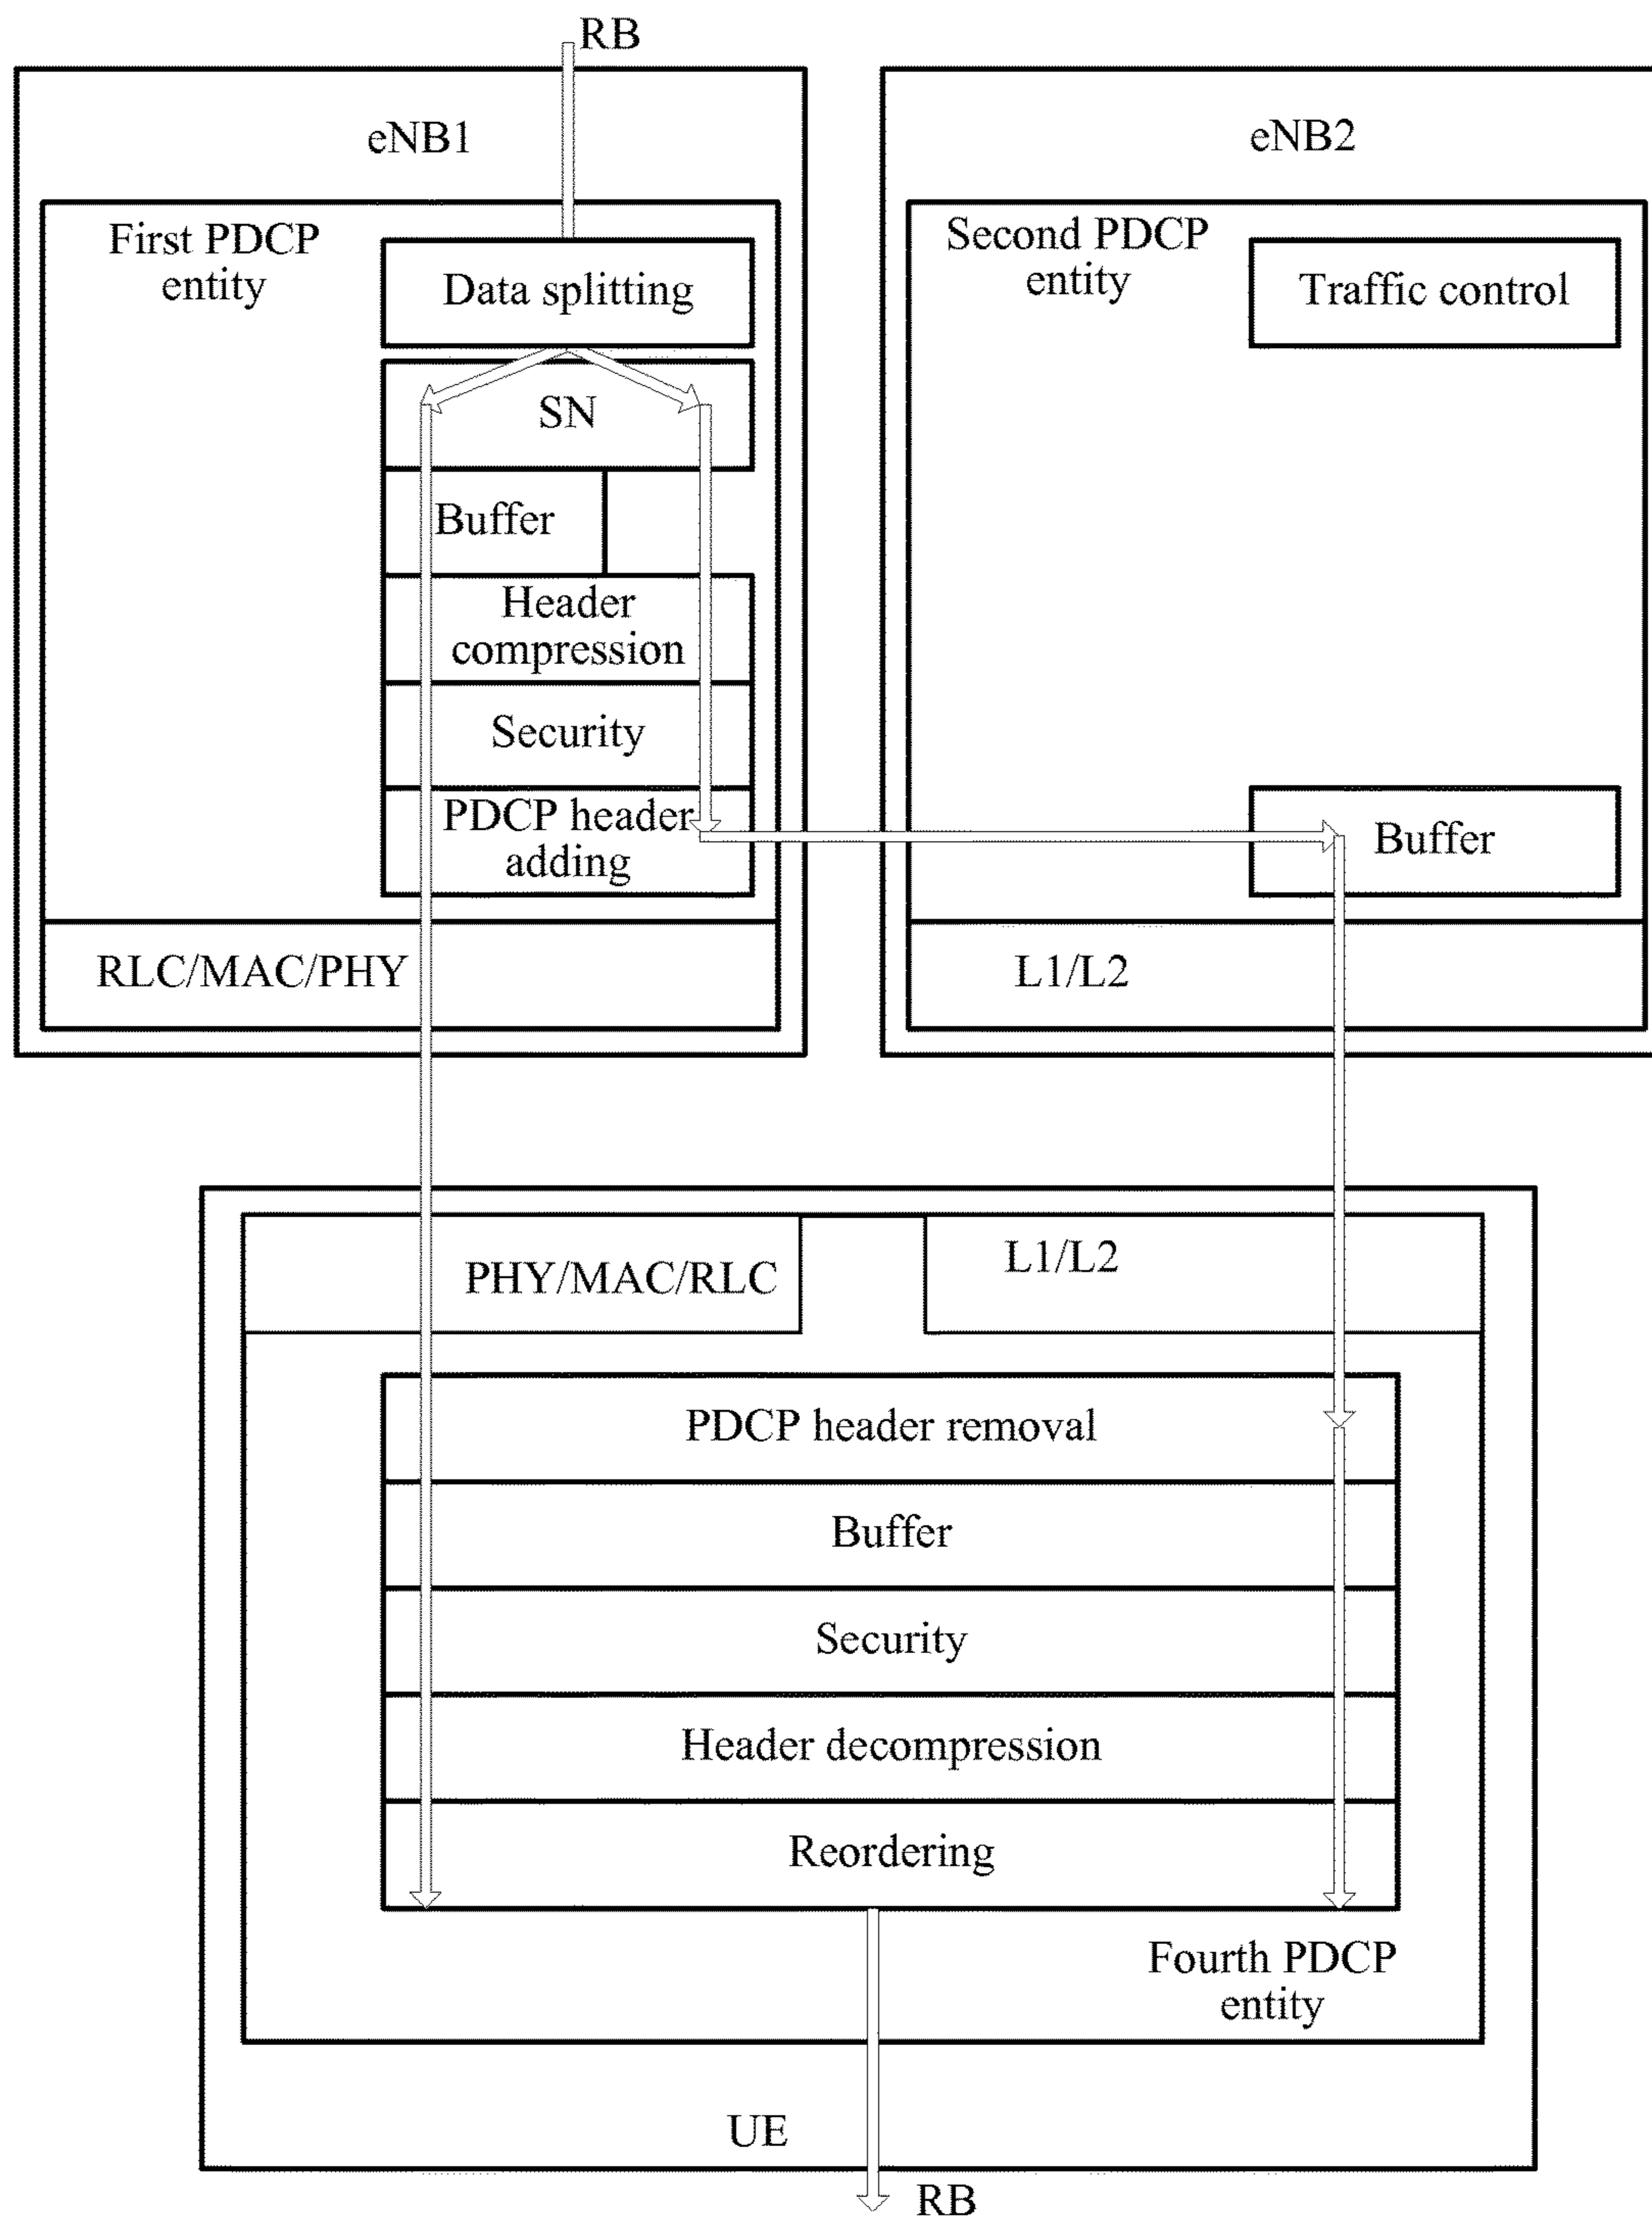 RB
eNB1
First PDCP
entity
Data splitting
SN
Buffer
Header
compression
Security
PDCP header
adding
RLC/MAC/PHY
eNB2
Second PDCP
entity
Traffic control
Buffer
L1/L2
PHY/MAC/RLC
L1/L2
PDCP header removal
Buffer
Security
Header decompression
Reordering
Fourth PDCP
entity
UE
RB